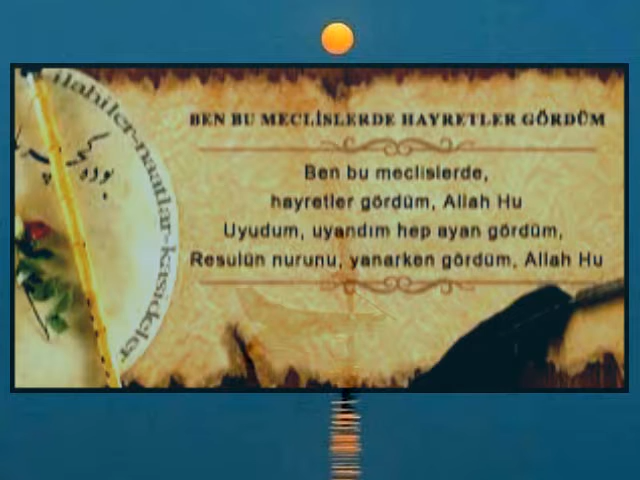 ilahiler-naatlar-kasideler
BEN BU MECLİSLERDE HAYRETLER GÖRDÜM
Ben bu meclislerde,
hayretler gördüm, Allah Hu
Uyudum, uyandım hep ayan gördüm,
Resulün nurunu, yanarken gördüm, Allah Hu